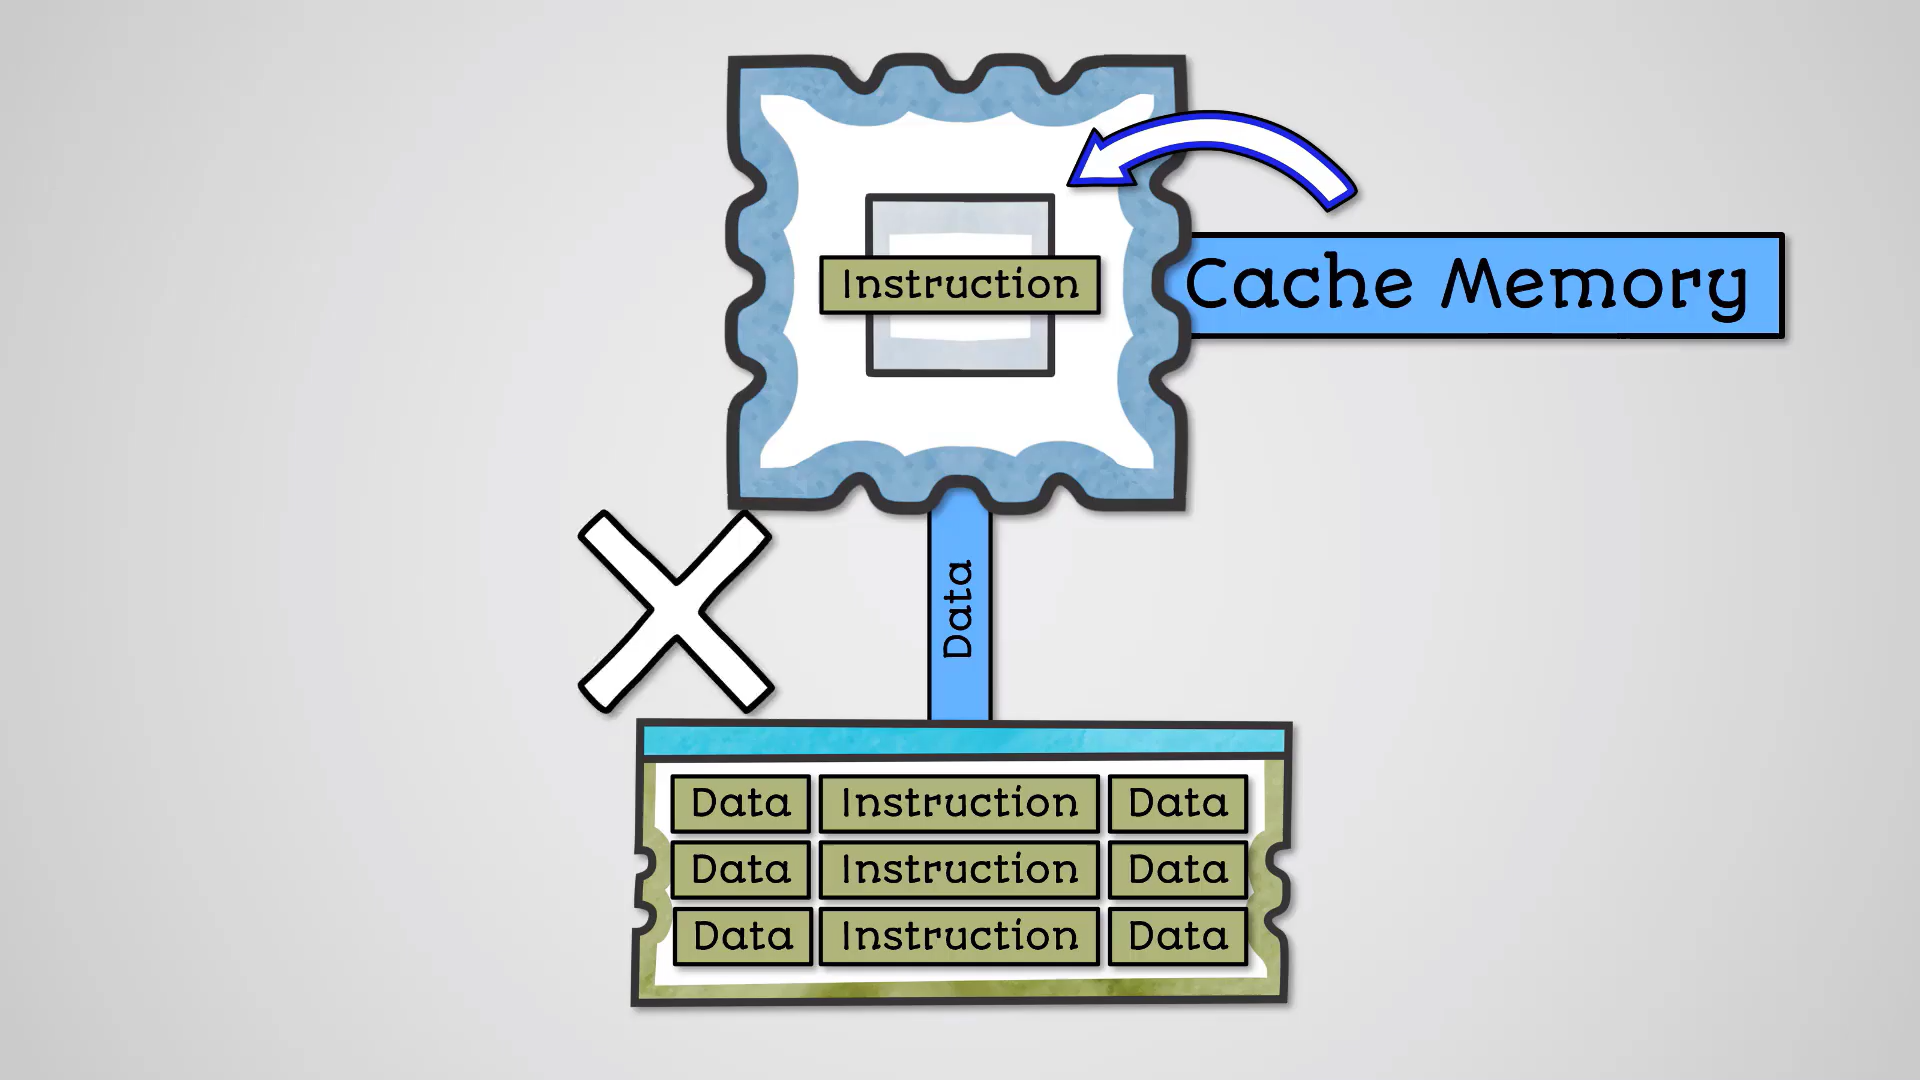 Instruction
Cache Memory
Data
Data Instruction Data
Data Instruction Data
Data Instruction Data